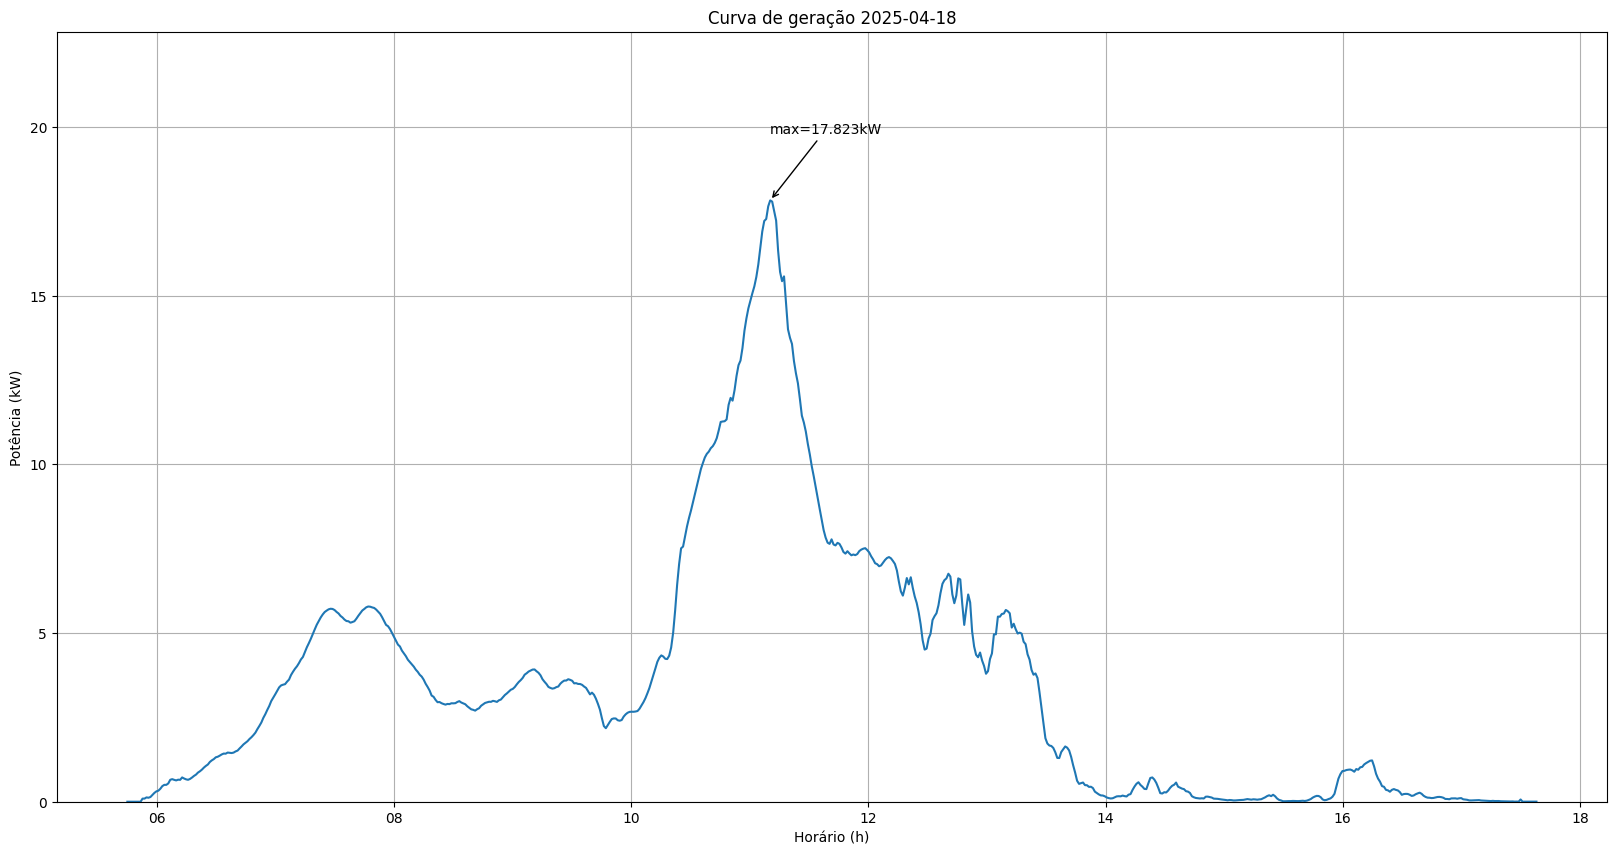 Curva de geração 2025-04-18
max=17.823kW
Potência (kW)
20
15
10
5
0
06 08 10 12 14 16 18
Horário (h)